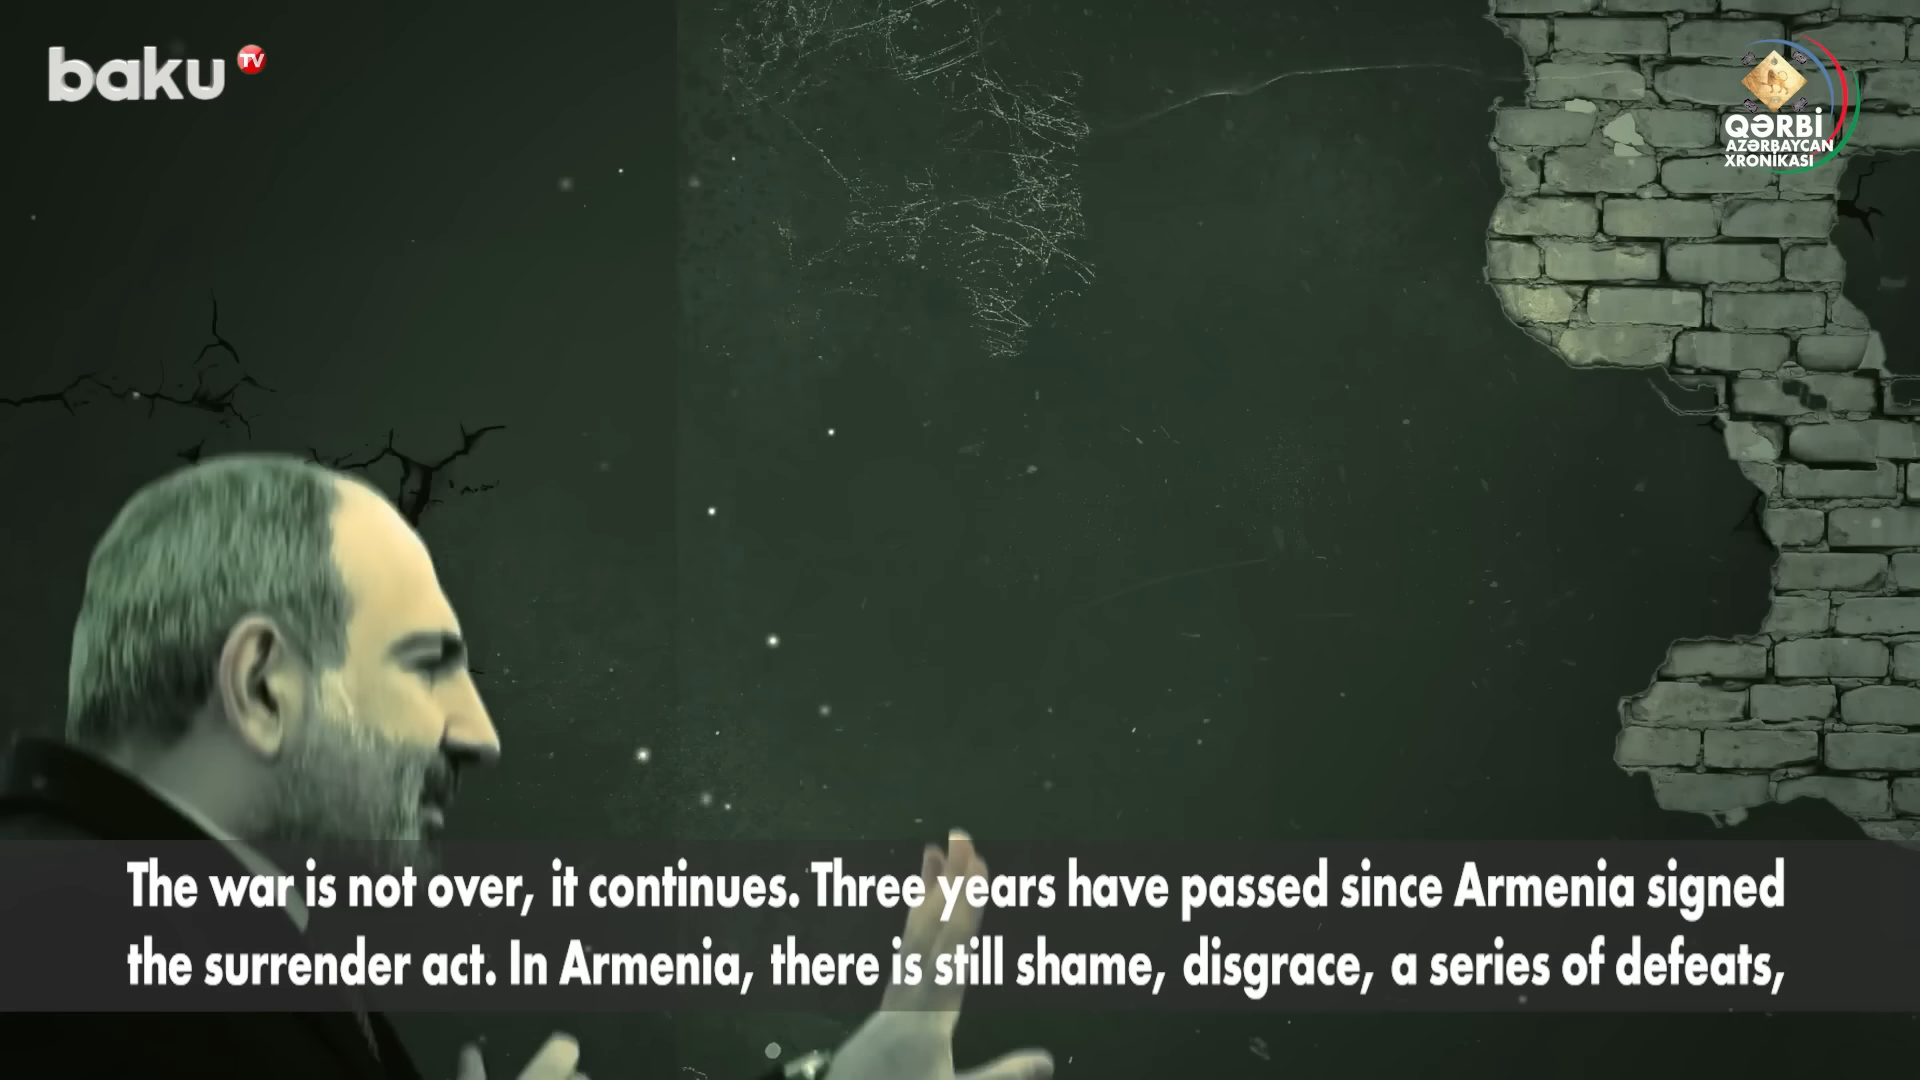 baku TV
QƏRBİ
AZƏRBAYCAN
XRONİKASI
The war is not over, it continues. Three years have passed since Armenia signed
the surrender act. In Armenia, there is still shame, disgrace, a series of defeats,